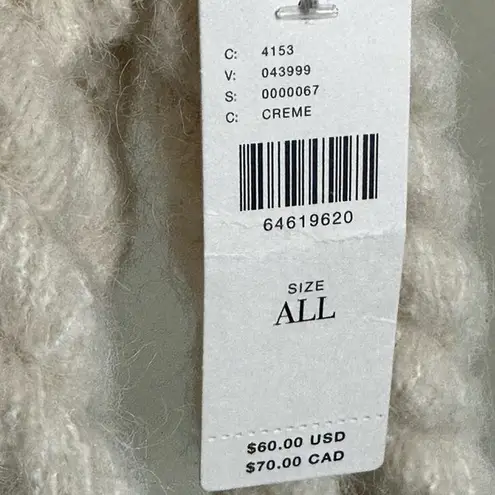 C: 4153
V: 043999
S: 0000067
C: CREME
64619620
SIZE
ALL
$60.00 USD
$70.00 CAD